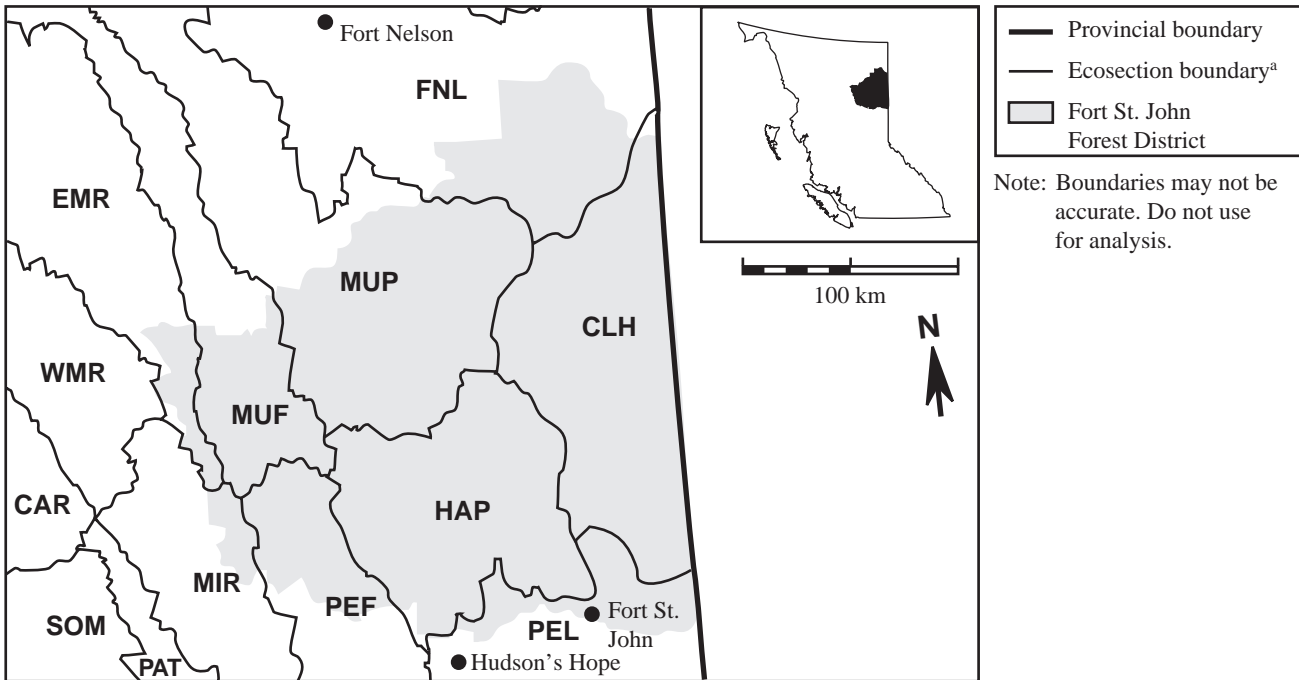 Fort Nelson
FNL
EMR
MUP
CLH
WMR
MUF
CAR
HAP
MIR
PEF
SOM
PAT
PEL
Fort St.
John
Hudson's Hope
100 km
N
Provincial boundary
Ecosection boundaryᵃ
Fort St. John
Forest District
Note: Boundaries may not be
accurate. Do not use
for analysis.